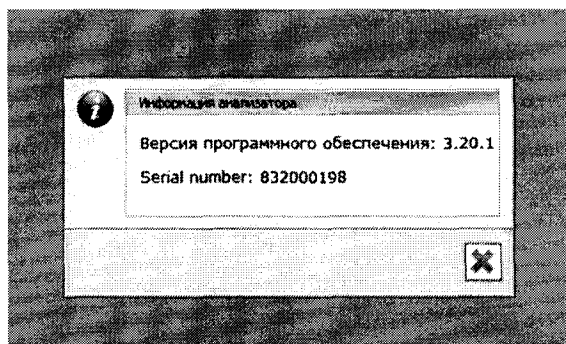 Информация анализатора
Версия программного обеспечения: 3.20.1
Serial number: 832000198